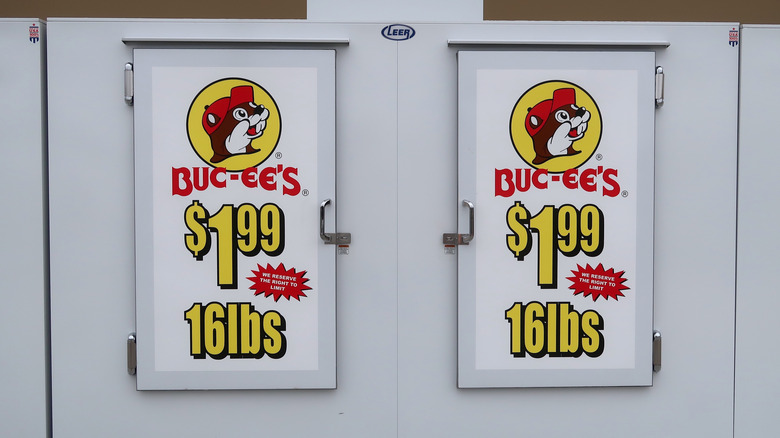 LEER
BUC-EE'S®
$1.99
WE RESERVE
THE RIGHT TO
LIMIT
16lbs
BUC-EE'S®
$1.99
WE RESERVE
THE RIGHT TO
LIMIT
16lbs